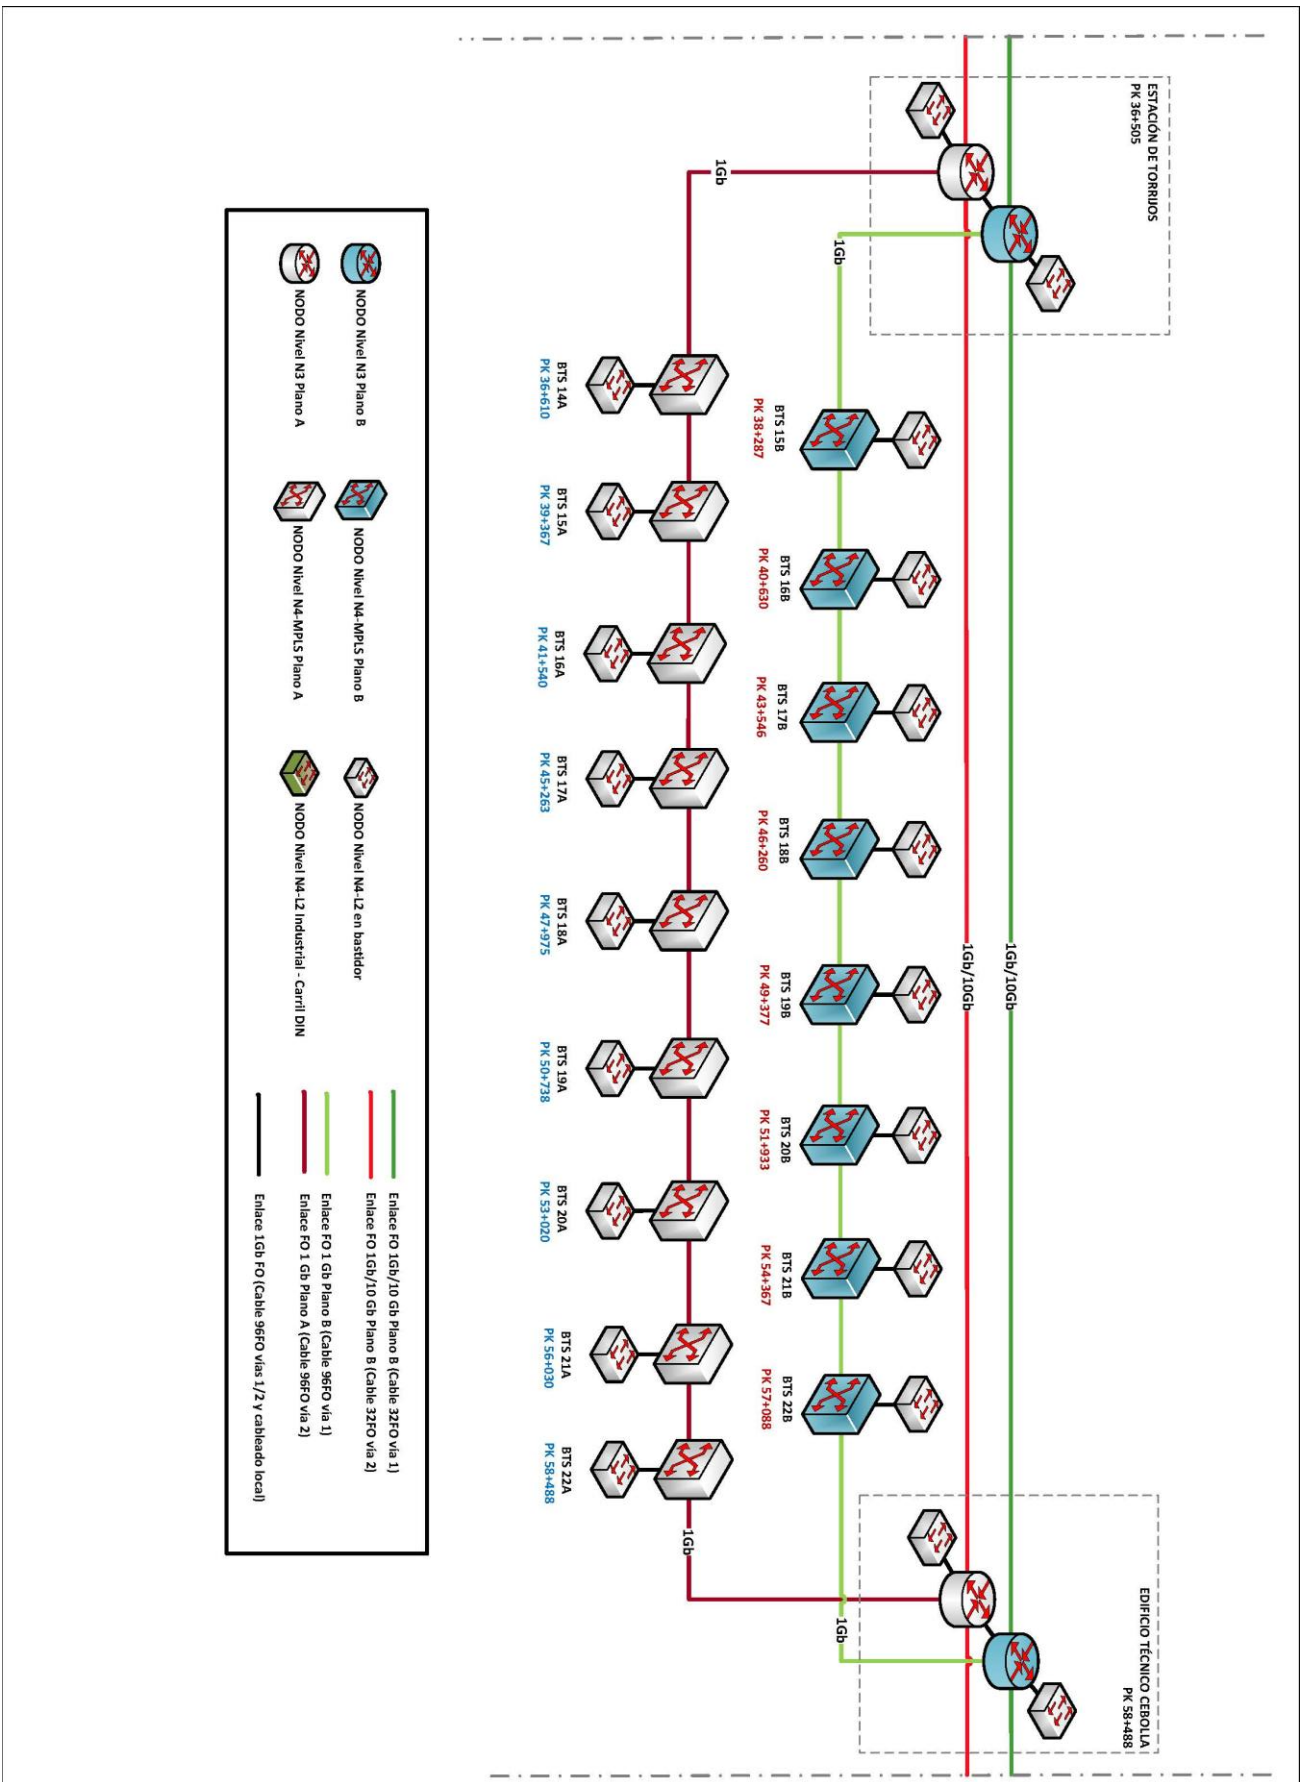 ESTACIÓN DE TORRIJOS
PK 36+505
EDIFICIO TÉCNICO CEBOLLA
PK 58+488
1Gb/10Gb
1Gb/10Gb
1Gb
1Gb
BTS 15B
PK 38+287
BTS 16B
PK 40+630
BTS 17B
PK 43+546
BTS 18B
PK 46+260
BTS 19B
PK 49+377
BTS 20B
PK 51+933
BTS 21B
PK 54+367
BTS 22B
PK 57+088
1Gb
1Gb
BTS 14A
PK 36+610
BTS 15A
PK 39+367
BTS 16A
PK 41+540
BTS 17A
PK 45+263
BTS 18A
PK 47+975
BTS 19A
PK 50+738
BTS 20A
PK 53+020
BTS 21A
PK 56+030
BTS 22A
PK 58+488
NODO Nivel N3 Plano B
NODO Nivel N3 Plano A
NODO Nivel N4-MPLS Plano B
NODO Nivel N4-MPLS Plano A
NODO Nivel N4-L2 en bastidor
NODO Nivel N4-L2 Industrial - Carril DIN
Enlace FO 1Gb/10 Gb Plano B (Cable 32FO vía 1)
Enlace FO 1Gb/10 Gb Plano B (Cable 32FO vía 2)
Enlace FO 1 Gb Plano B (Cable 96FO vía 1)
Enlace FO 1 Gb Plano A (Cable 96FO vía 2)
Enlace 1Gb FO (Cable 96FO vías 1/2 y cableado local)